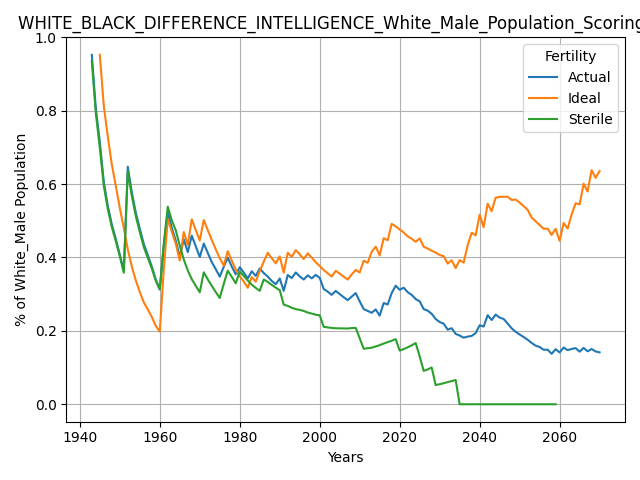 WHITE_BLACK_DIFFERENCE_INTELLIGENCE_White_Male_Population_Scoring
1.0
0.8
0.6
0.4
0.2
0.0
% of White_Male Population
Fertility
Actual
Ideal
Sterile
1940 1960 1980 2000 2020 2040 2060
Years